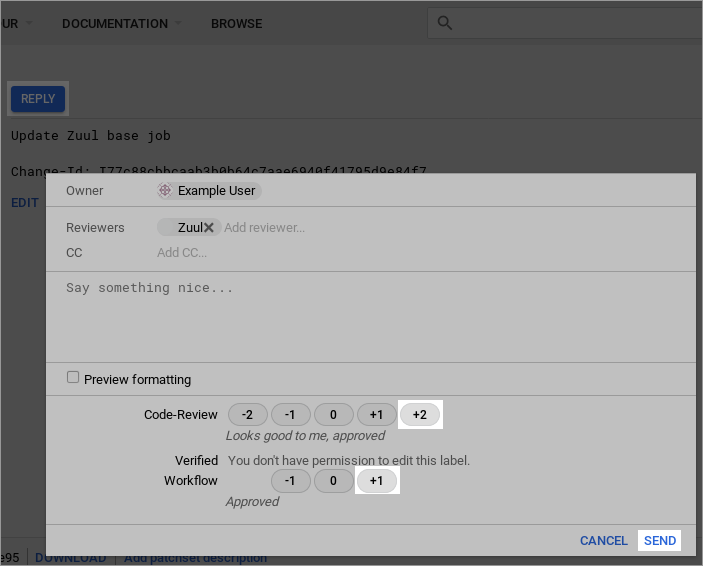 UR DOCUMENTATION BROWSE
REPLY
Update Zuul base job
Change-Id: I77c88cbbcaab3b0b64c7aae6940f41795d9e84f7
EDIT
Owner Example User
Reviewers Zuul Add reviewer...
CC Add CC...
Say something nice...
Preview formatting
Code-Review -2 -1 0 +1 +2
Looks good to me, approved
Verified You don't have permission to edit this label.
Workflow -1 0 +1
Approved
CANCEL SEND
e95 DOWNLOAD Add patchset description